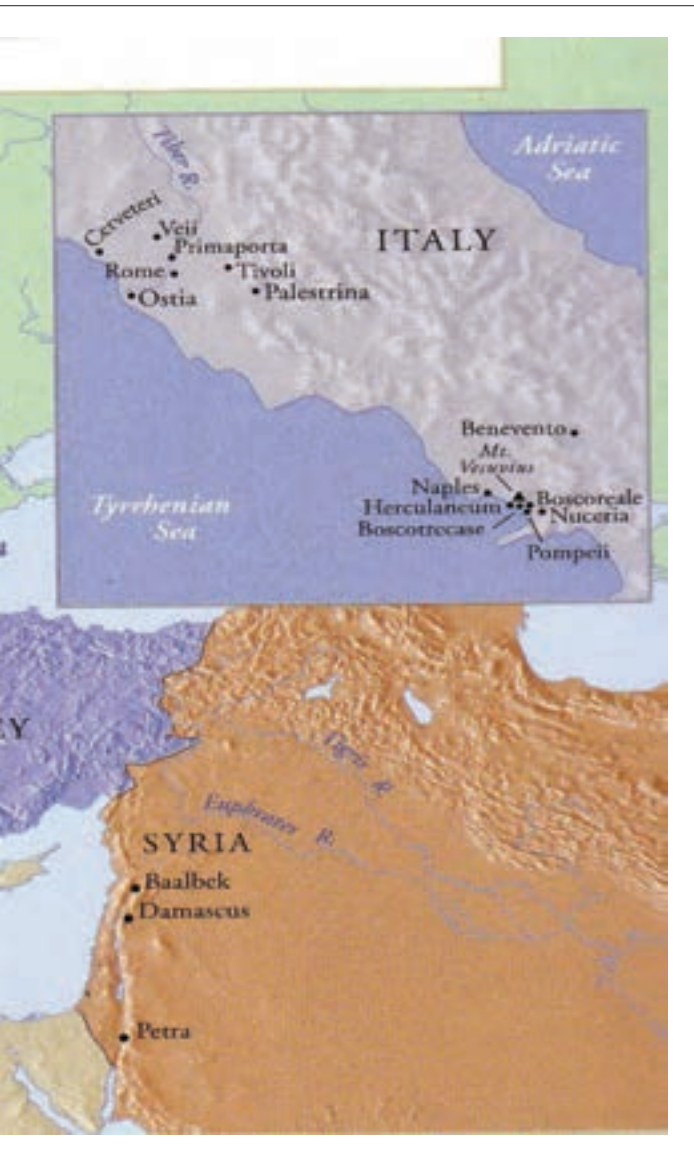 Tiber R.
Adriatic
Sea
Cerveteri
Veii
ITALY
Primaporta
Rome
Tivoli
Ostia
Palestrina
Benevento
Mt.
Vesuvius
Naples
Boscoreale
Herculaneum
Nuceria
Boscotrecase
Pompeii
Tyrrhenian
Sea
EY
Tigris R.
Euphrates R.
SYRIA
Baalbek
Damascus
Petra